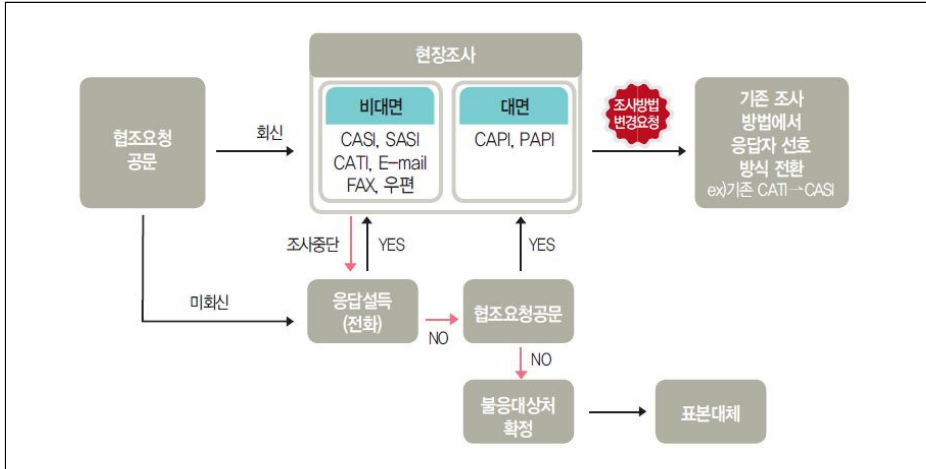 현장조사
협조요청
공문
회신
비대면
CASI, SASI
CATI, E-mail
FAX, 우편
대면
CAPI, PAPI
조사방법
변경요청
기존 조사
방법에서
응답자 선호
방식 전환
ex)기존 CATI→CASI
조사중단
YES
YES
미회신
응답설득
(전화)
NO
협조요청공문
NO
불응대상처
확정
표본대체